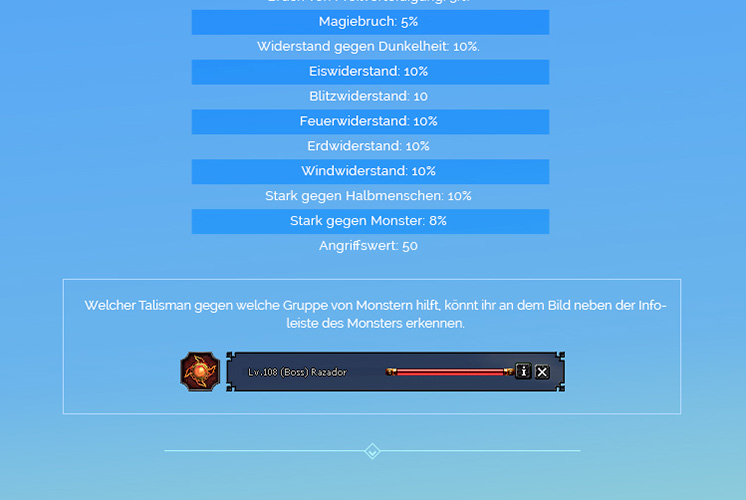 Magiebruch: 5%
Widerstand gegen Dunkelheit: 10%.
Eiswiderstand: 10%
Blitzwiderstand: 10
Feuerwiderstand: 10%
Erdwiderstand: 10%
Windwiderstand: 10%
Stark gegen Halbmenschen: 10%
Stark gegen Monster: 8%
Angriffswert: 50
Welcher Talisman gegen welche Gruppe von Monstern hilft, könnt ihr an dem Bild neben der Info-
leiste des Monsters erkennen.
Lv.108 (Boss) Razador